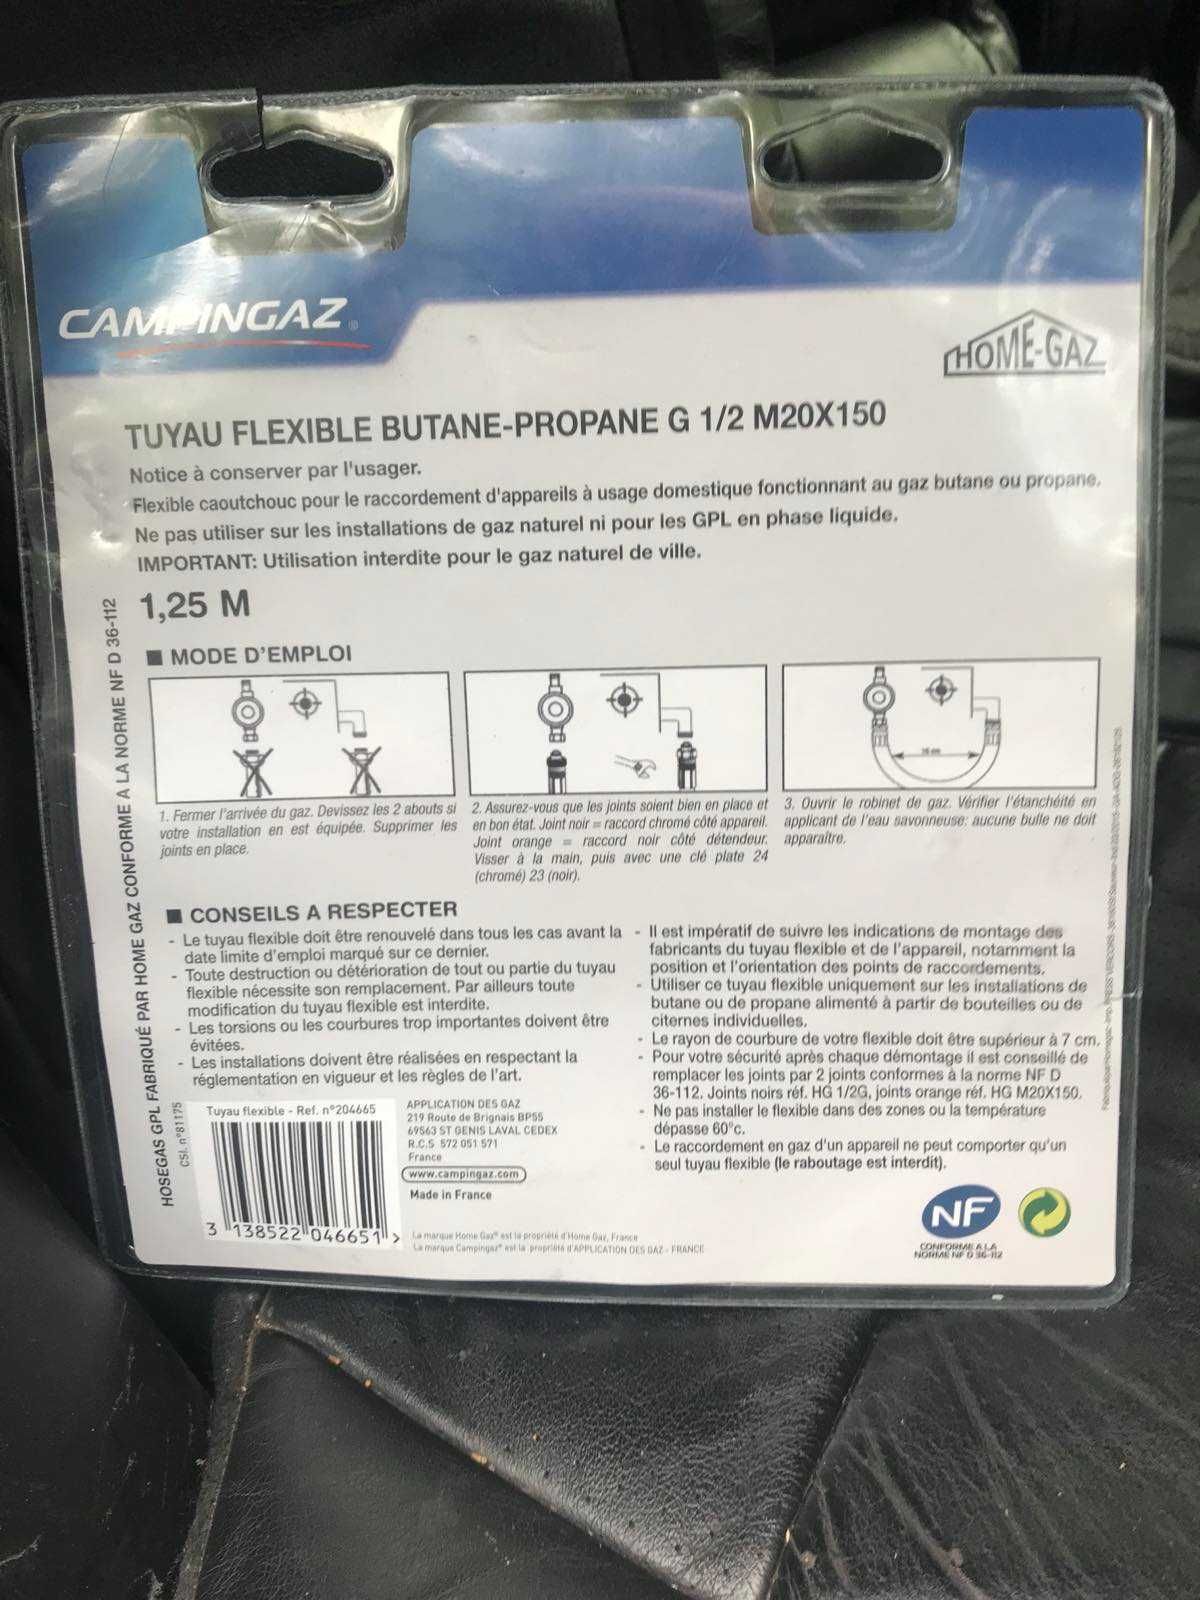 CAMPINGAZ®
HOME-GAZ
TUYAU FLEXIBLE BUTANE-PROPANE G 1/2 M20X150
Notice à conserver par l'usager.
Flexible caoutchouc pour le raccordement d'appareils à usage domestique fonctionnant au gaz butane ou propane.
Ne pas utiliser sur les installations de gaz naturel ni pour les GPL en phase liquide.
IMPORTANT: Utilisation interdite pour le gaz naturel de ville.
1,25 M
■ MODE D'EMPLOI
1. Fermer l'arrivée du gaz. Devissez les 2 abouts si
votre installation en est équipée. Supprimer les
joints en place.
2. Assurez-vous que les joints soient bien en place et
en bon état. Joint noir = raccord chromé côté appareil.
Joint orange = raccord noir côté détendeur.
Visser à la main, puis avec une clé plate 24
(chromé) 23 (noir).
3. Ouvrir le robinet de gaz. Vérifier l'étanchéité en
applicant de l'eau savonneuse: aucune bulle ne doit
apparaître.
■ CONSEILS A RESPECTER
- Le tuyau flexible doit être renouvelé dans tous les cas avant la
date limite d'emploi marqué sur ce dernier.
- Toute destruction ou détérioration de tout ou partie du tuyau
flexible nécessite son remplacement. Par ailleurs toute
modification du tuyau flexible est interdite.
- Les torsions ou les courbures trop importantes doivent être
évitées.
- Les installations doivent être réalisées en respectant la
réglementation en vigueur et les règles de l'art.
- Il est impératif de suivre les indications de montage des
fabricants du tuyau flexible et de l'appareil, notamment la
position et l'orientation des points de raccordements.
- Utiliser ce tuyau flexible uniquement sur les installations de
butane ou de propane alimenté à partir de bouteilles ou de
citernes individuelles.
- Le rayon de courbure de votre flexible doit être supérieur à 7 cm.
- Pour votre sécurité après chaque démontage il est conseillé de
remplacer les joints par 2 joints conformes à la norme NF D
36-112. Joints noirs réf. HG 1/2G, joints orange réf. HG M20X150.
- Ne pas installer le flexible dans des zones ou la température
dépasse 60°c.
- Le raccordement en gaz d'un appareil ne peut comporter qu'un
seul tuyau flexible (le raboutage est interdit).
HOSEGAS GPL FABRIQUÉ PAR HOME GAZ CONFORME A LA NORME NF D 36-112
CSI. n°81175
Tuyau flexible - Ref. n°204665
3 138522 046651 >
APPLICATION DES GAZ
219 Route de Brignais BP55
69563 ST GENIS LAVAL CEDEX
R.C.S 572 051 571
France
www.campingaz.com
Made in France
La marque Home Gaz® est la propriété d'Home Gaz, France
La marque Campingaz® est la propriété d'APPLICATION DES GAZ - FRANCE
NF
CONFORME A LA
NORME NF D 36-112